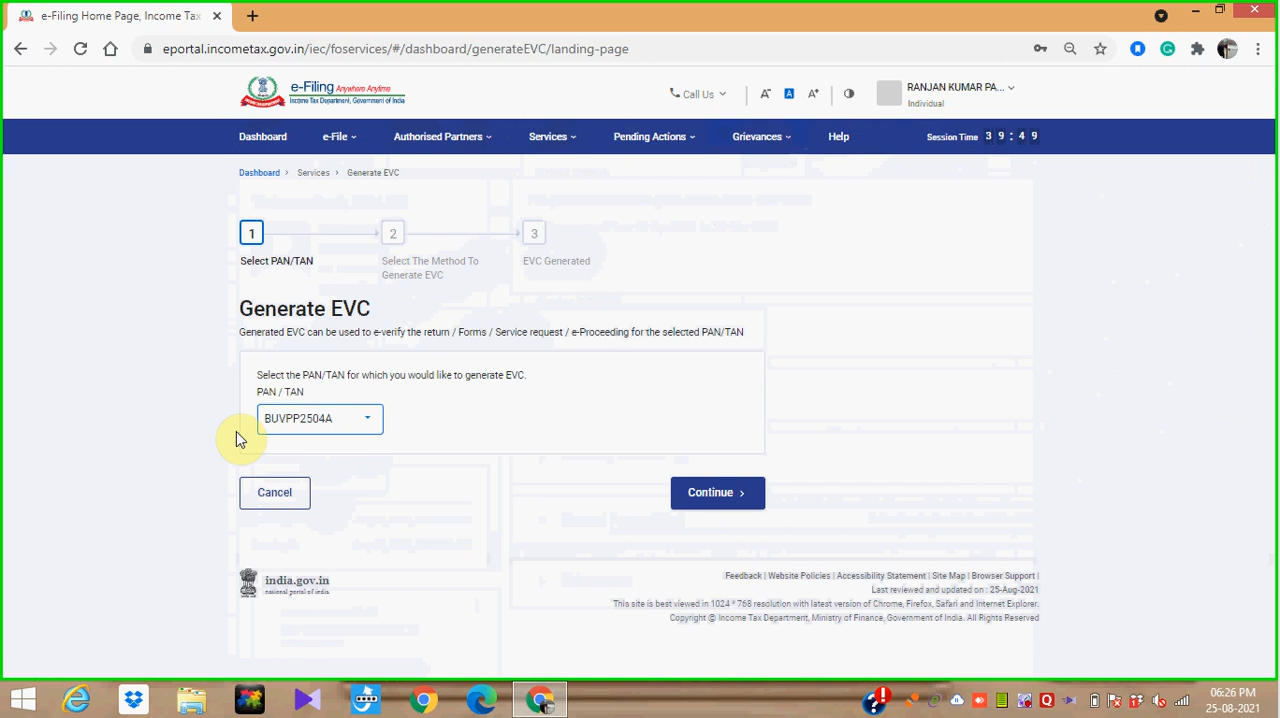 e-Filing Home Page, Income Tax
eportal.incometax.gov.in/iec/foservices/#/dashboard/generateEVC/landing-page
e-Filing Anywhere Anytime
Income Tax Department, Government of India
Call Us
A- A A+
RANJAN KUMAR PA...
Individual
Dashboard e-File Authorised Partners Services Pending Actions Grievances Help Session Time 3 9 : 4 9
Dashboard > Services > Generate EVC
1 2 3
Select PAN/TAN
Select The Method To
Generate EVC
EVC Generated
Generate EVC
Generated EVC can be used to e-verify the return / Forms / Service request / e-Proceeding for the selected PAN/TAN
Select the PAN/TAN for which you would like to generate EVC.
PAN / TAN
BUVPP2504A
Cancel
Continue >
india.gov.in
national portal of india
Feedback | Website Policies | Accessibility Statement | Site Map | Browser Support |
Last reviewed and updated on : 25-Aug-2021
This site is best viewed in 1024 * 768 resolution with latest version of Chrome, Firefox, Safari and Internet Explorer.
Copyright @ Income Tax Department, Ministry of Finance, Government of India. All Rights Reserved
06:26 PM
25-08-2021